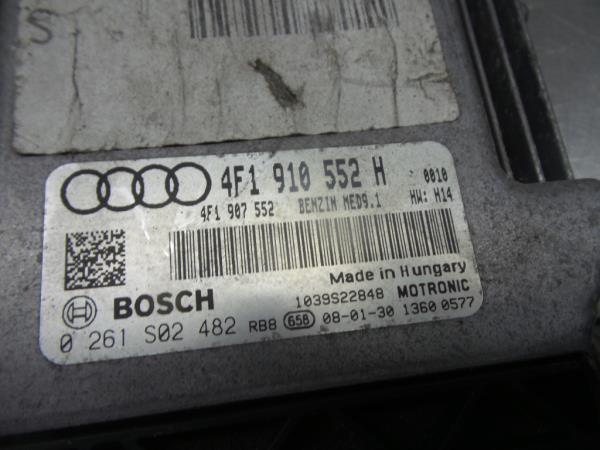 S
4F1 910 552 H 0010
4F1 907 552 BENZIN MED9.1 HW: H14
Made in Hungary
BOSCH 1039S22848 MOTRONIC
0 261 S02 482 RB8 658 08-01-30 1360 0577